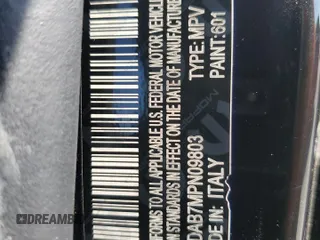 FORMS TO ALL APPLICABLE U.S. FEDERAL MOTOR VEHICLE
STANDARDS IN EFFECT ON THE DATE OF MANUFACTURE
DAB7MPN09803 TYPE: MPV
DE IN: ITALY PAINT: 601
DREAMBID